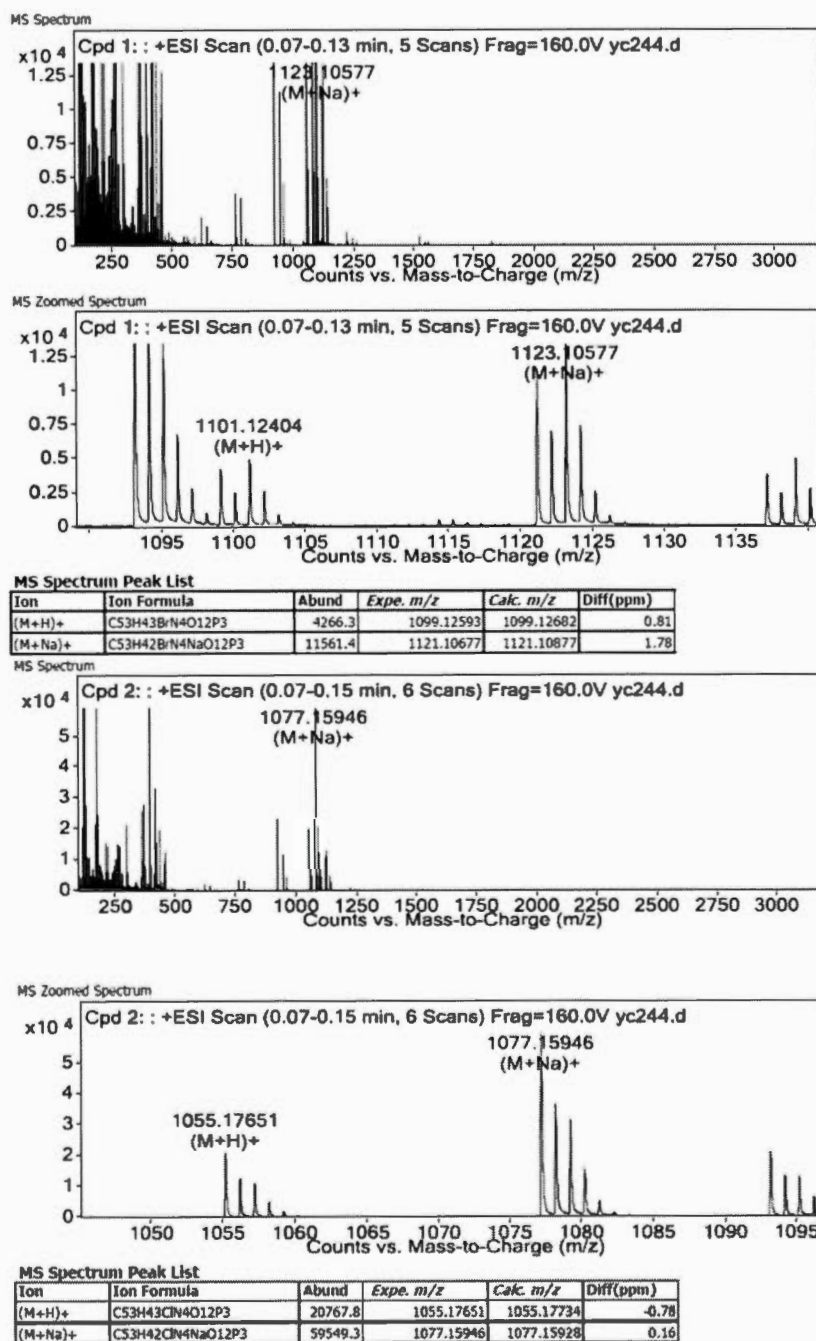 MS Spectrum
Cpd 1: : +ESI Scan (0.07-0.13 min, 5 Scans) Frag=160.0V yc244.d
x10 4
1123.10577
(M+Na)+
1.25
1
0.75
0.5
0.25
0
250 500 750 1000 1250 1500 1750 2000 2250 2500 2750 3000
Counts vs. Mass-to-Charge (m/z)
MS Zoomed Spectrum
Cpd 1: : +ESI Scan (0.07-0.13 min, 5 Scans) Frag=160.0V yc244.d
x10 4
1123.10577
(M+Na)+
1.25
1
1101.12404
(M+H)+
0.75
0.5
0.25
0
1095 1100 1105 1110 1115 1120 1125 1130 1135
Counts vs. Mass-to-Charge (m/z)
MS Spectrum Peak List
Ion Ion Formula Abund Expe. m/z Calc. m/z Diff(ppm)
(M+H)+ C53H43BrN4O12P3 4266.3 1099.12593 1099.12682 0.81
(M+Na)+ C53H42BrN4NaO12P3 11561.4 1121.10677 1121.10877 1.78
MS Spectrum
Cpd 2: : +ESI Scan (0.07-0.15 min, 6 Scans) Frag=160.0V yc244.d
x10 4
1077.15946
(M+Na)+
5
4
3
2
1
0
250 500 750 1000 1250 1500 1750 2000 2250 2500 2750 3000
Counts vs. Mass-to-Charge (m/z)
MS Zoomed Spectrum
Cpd 2: : +ESI Scan (0.07-0.15 min, 6 Scans) Frag=160.0V yc244.d
x10 4
1077.15946
(M+Na)+
5
4
1055.17651
(M+H)+
3
2
1
0
1050 1055 1060 1065 1070 1075 1080 1085 1090 1095
Counts vs. Mass-to-Charge (m/z)
MS Spectrum Peak List
Ion Ion Formula Abund Expe. m/z Calc. m/z Diff(ppm)
(M+H)+ C53H43ClN4O12P3 20767.8 1055.17651 1055.17734 -0.78
(M+Na)+ C53H42ClN4NaO12P3 59549.3 1077.15946 1077.15928 0.16